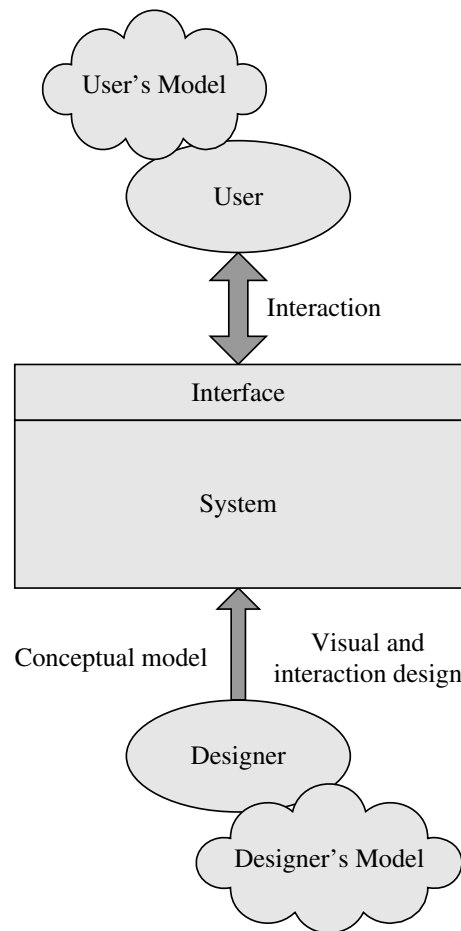 User's Model
User
Interaction
Interface
System
Conceptual model
Visual and
interaction design
Designer
Designer's Model